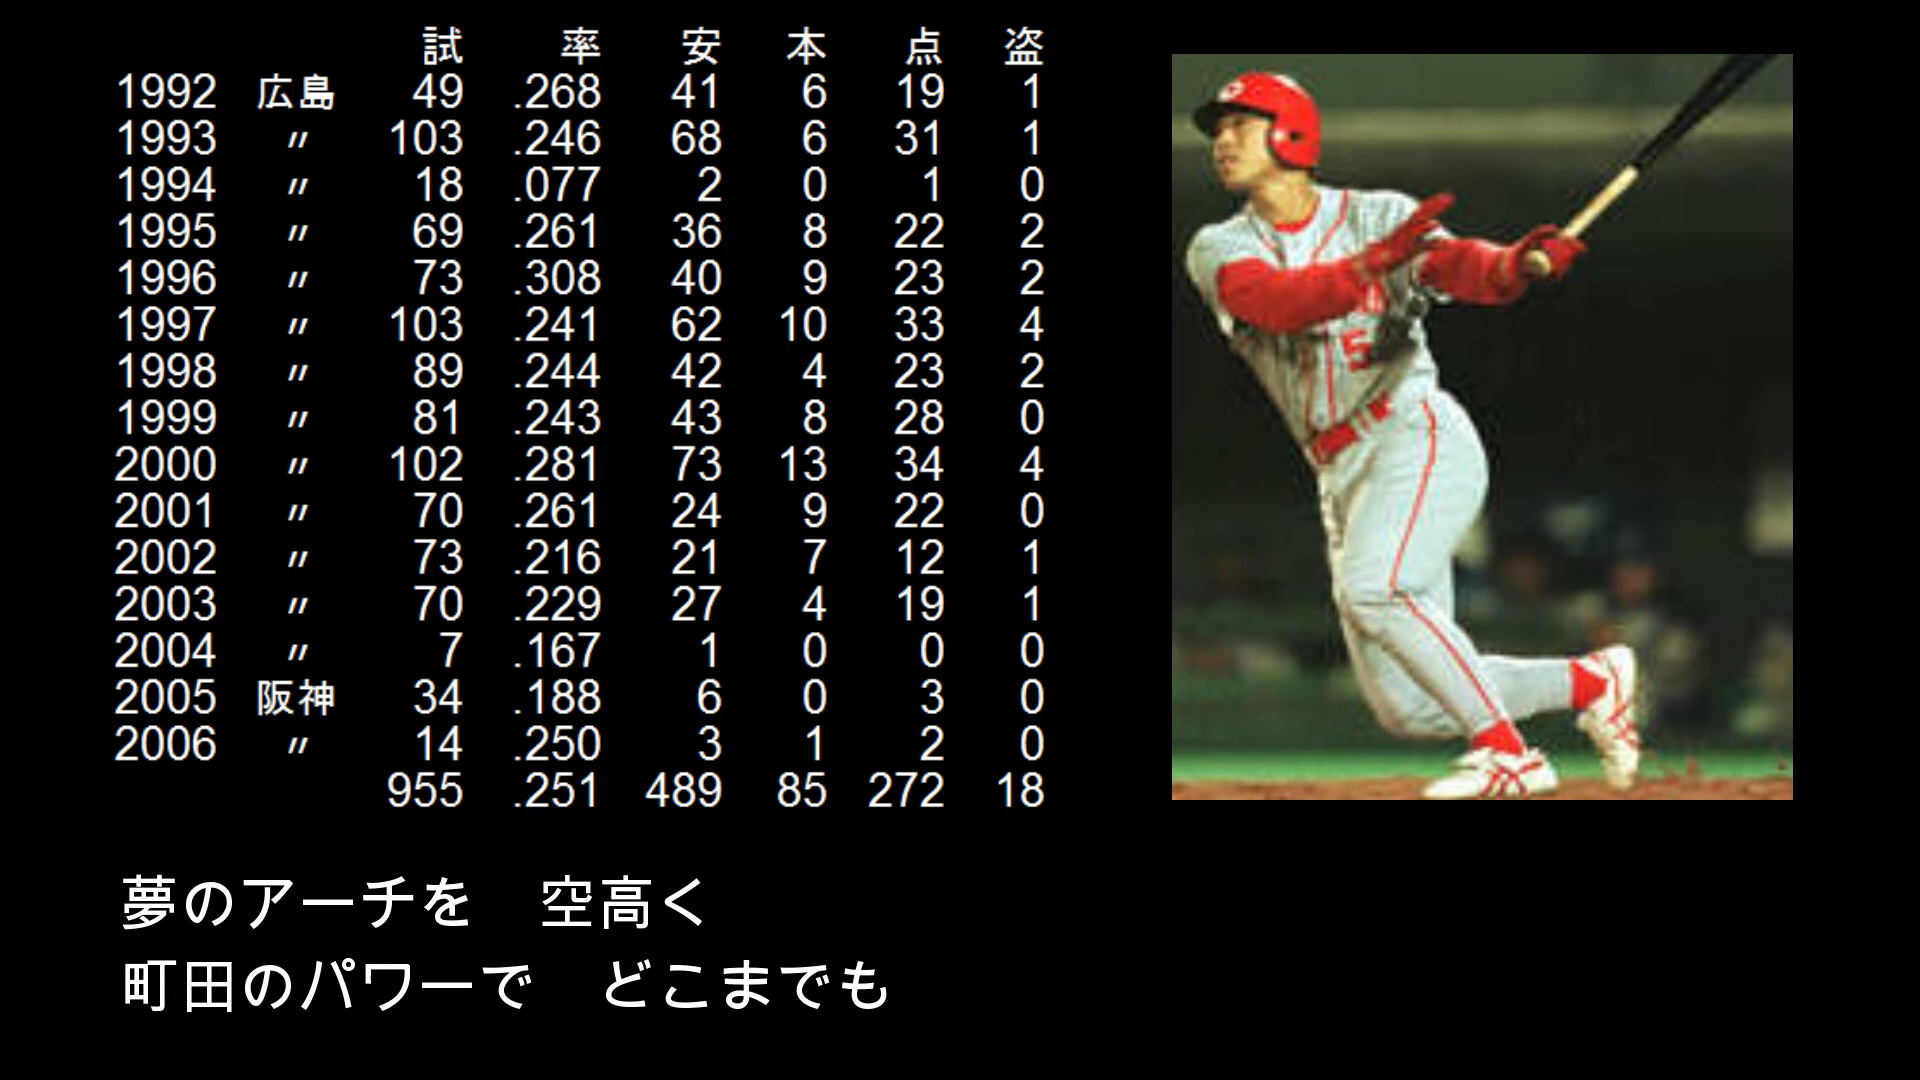 試 率 安 本 点 盗
1992 広島 49 .268 41 6 19 1
1993 〃 103 .246 68 6 31 1
1994 〃 18 .077 2 0 1 0
1995 〃 69 .261 36 8 22 2
1996 〃 73 .308 40 9 23 2
1997 〃 103 .241 62 10 33 4
1998 〃 89 .244 42 4 23 2
1999 〃 81 .243 43 8 28 0
2000 〃 102 .281 73 13 34 4
2001 〃 70 .261 24 9 22 0
2002 〃 73 .216 21 7 12 1
2003 〃 70 .229 27 4 19 1
2004 〃 7 .167 1 0 0 0
2005 阪神 34 .188 6 0 3 0
2006 〃 14 .250 3 1 2 0
955 .251 489 85 272 18
C
5
夢のアーチを　空高く
町田のパワーで　どこまでも